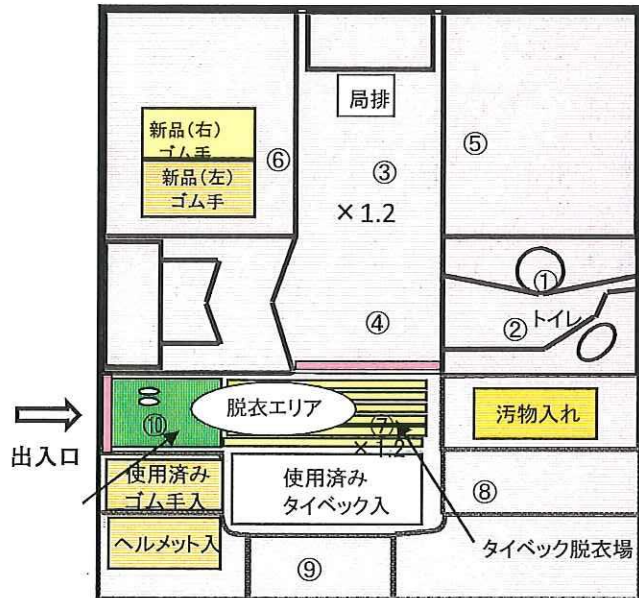 局排
新品(右)
ゴム手
新品(左)
ゴム手
⑥
③
⑤
×1.2
①
④
② トイレ
出入口
⑩
脱衣エリア
⑦
×1.2
汚物入れ
使用済み
ゴム手入
使用済み
タイベック入
⑧
ヘルメット入
⑨
タイベック脱衣場